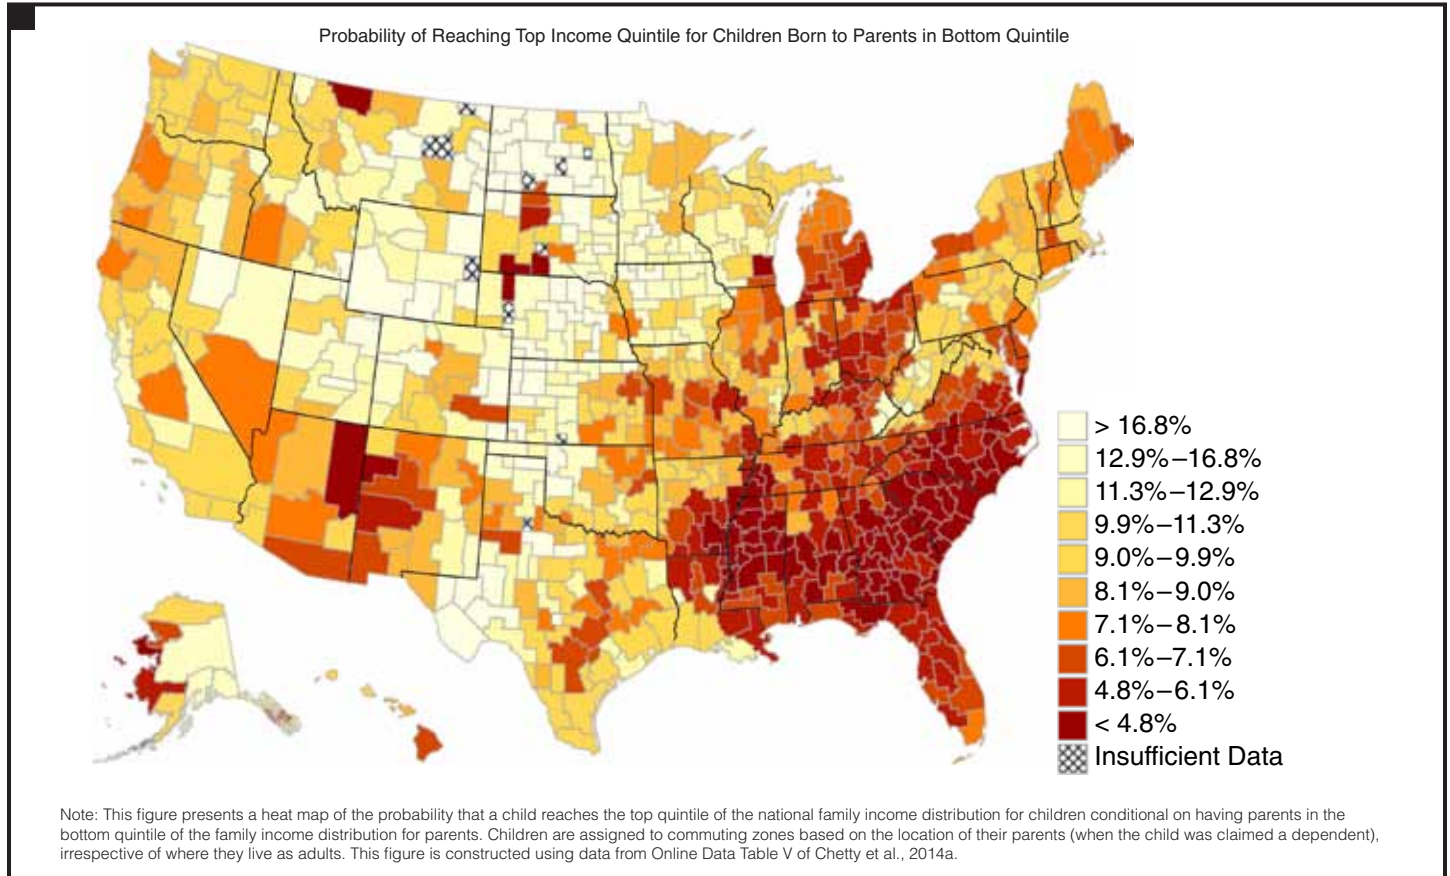 Probability of Reaching Top Income Quintile for Children Born to Parents in Bottom Quintile
> 16.8%
12.9%–16.8%
11.3%–12.9%
9.9%–11.3%
9.0%–9.9%
8.1%–9.0%
7.1%–8.1%
6.1%–7.1%
4.8%–6.1%
< 4.8%
Insufficient Data
Note: This figure presents a heat map of the probability that a child reaches the top quintile of the national family income distribution for children conditional on having parents in the
bottom quintile of the family income distribution for parents. Children are assigned to commuting zones based on the location of their parents (when the child was claimed a dependent),
irrespective of where they live as adults. This figure is constructed using data from Online Data Table V of Chetty et al., 2014a.